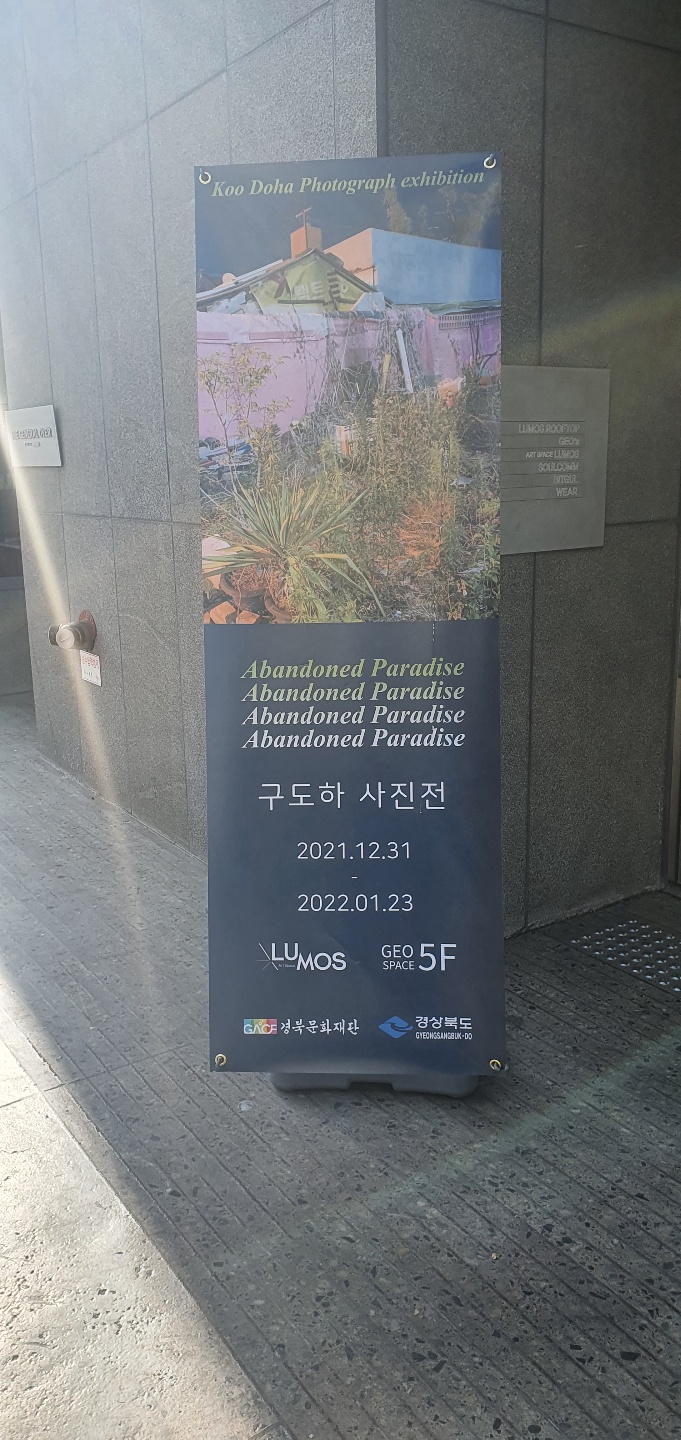 Koo Doha Photograph exhibition
Abandoned Paradise
Abandoned Paradise
Abandoned Paradise
Abandoned Paradise
구도하 사진전
2021.12.31
-
2022.01.23
LUMOS
GEO SPACE 5F
GACF 경북문화재단
경상북도
GYEONGSANGBUK-DO
LUMOS ROOFTOP
GEO's
ART SPACE LUMOS
SOULCOMM
WEAR